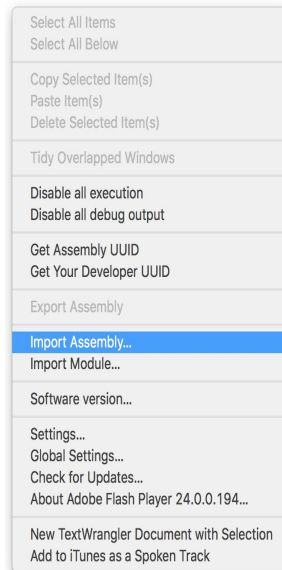 Select All Items
Select All Below
Copy Selected Item(s)
Paste Item(s)
Delete Selected Item(s)
Tidy Overlapped Windows
Disable all execution
Disable all debug output
Get Assembly UUID
Get Your Developer UUID
Export Assembly
Import Assembly...
Import Module...
Software version...
Settings...
Global Settings...
Check for Updates...
About Adobe Flash Player 24.0.0.194...
New TextWrangler Document with Selection
Add to iTunes as a Spoken Track